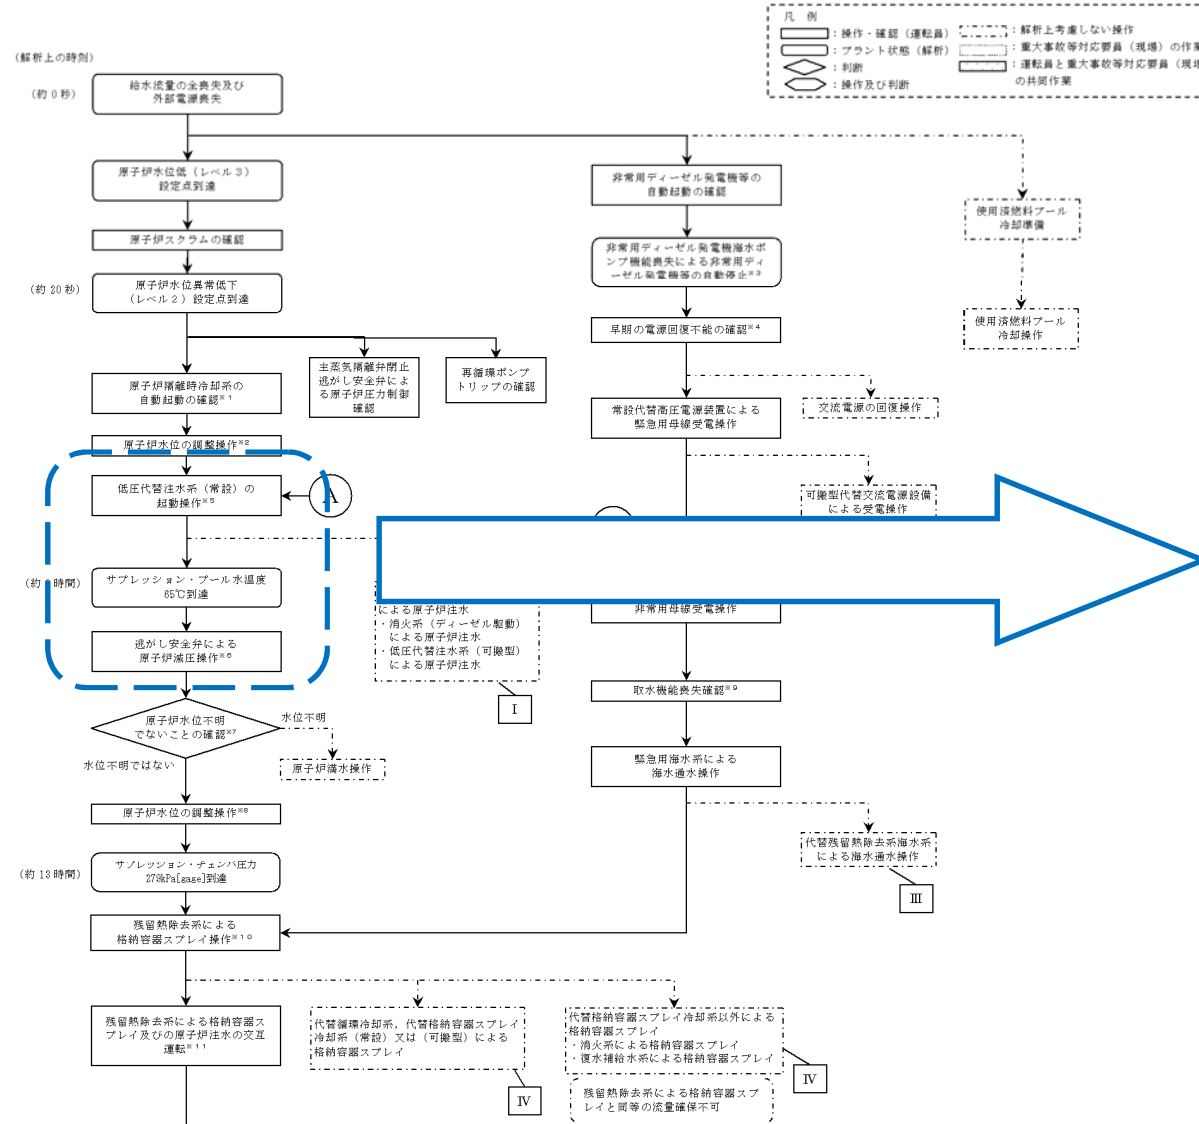 凡 例
：操作・確認（運転員）
：プラント状態（解析）
：判断
：操作及び判断
：解析上考慮しない操作
：重大事故等対応要員（現場）の作業
：運転員と重大事故等対応要員（現場
の共同作業
（解析上の時刻）
（約０秒）
給水流量の全喪失及び
外部電源喪失
原子炉水位低（レベル３）
設定点到達
原子炉スクラムの確認
（約20秒）
原子炉水位異常低下
（レベル２）設定点到達
主蒸気隔離弁閉止
逃がし安全弁によ
る原子炉圧力制御
確認
再循環ポンプ
トリップの確認
原子炉隔離時冷却系の
自動起動の確認※１
原子炉水位の調整操作※２
低圧代替注水系（常設）の
起動操作※５
A
（約
時間）
サプレッション・プール水温度
65℃到達
逃がし安全弁による
原子炉減圧操作※６
原子炉水位不明
でないことの確認※７
水位不明
水位不明ではない
原子炉満水操作
原子炉水位の調整操作※８
（約13時間）
サプレッション・チェンバ圧力
279kPa[gage]到達
残留熱除去系による
格納容器スプレイ操作※１０
残留熱除去系による格納容器ス
プレイ及びの原子炉注水の交互
運転※１１
非常用ディーゼル発電機等の
自動起動の確認
非常用ディーゼル発電機海水ポ
ンプ機能喪失による非常用ディ
ーゼル発電機等の自動停止※３
早期の電源回復不能の確認※４
交流電源の回復操作
常設代替高圧電源装置による
緊急用母線受電操作
可搬型代替交流電源設備
による受電操作
非常用母線受電操作
による原子炉注水
・消火系（ディーゼル駆動）
による原子炉注水
・低圧代替注水系（可搬型）
による原子炉注水
Ⅰ
取水機能喪失確認※９
緊急用海水系による
海水通水操作
代替残留熱除去系海水系
による海水通水操作
Ⅲ
使用済燃料プール
冷却準備
使用済燃料プール
冷却操作
代替循環冷却系，代替格納容器スプレイ
冷却系（常設）又は（可搬型）による
格納容器スプレイ
Ⅳ
代替格納容器スプレイ冷却系以外による
格納容器スプレイ
・消火系による格納容器スプレイ
・復水補給水系による格納容器スプレイ
Ⅳ
残留熱除去系による格納容器スプ
レイと同等の流量確保不可